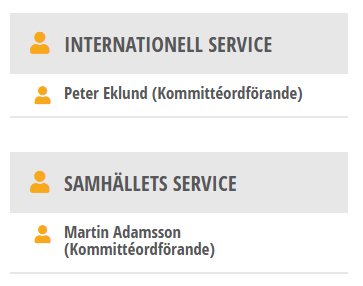 INTERNATIONELL SERVICE
Peter Eklund (Kommittéordförande)
SAMHÄLLETS SERVICE
Martin Adamsson
(Kommittéordförande)